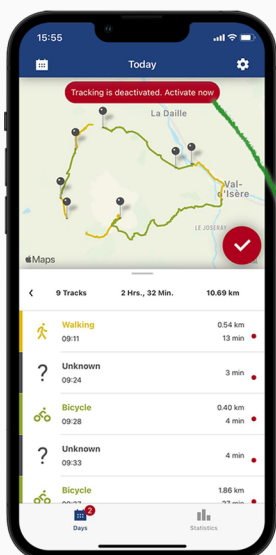 15:55
Today
Tracking is deactivated. Activate now
La Daille
Val-
d'Isère
LE JOSERAY
Maps
9 Tracks 2 Hrs., 32 Min. 10.69 km
Walking 0.54 km
09:11 13 min
Unknown
09:24 3 min
Bicycle 0.40 km
09:28 4 min
Unknown
09:33 4 min
Bicycle 1.86 km
2
Days Statistics